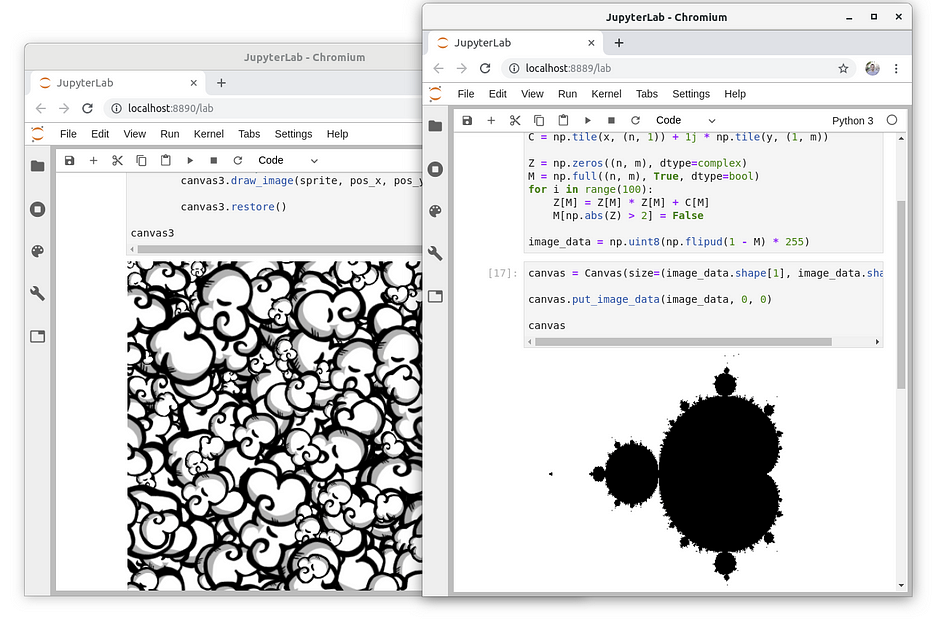 JupyterLab - Chromium
JupyterLab
localhost:8890/lab
File Edit View Run Kernel Tabs Settings Help
Code
canvas3.draw_image(sprite, pos_x, pos_y
canvas3.restore()
canvas3
JupyterLab - Chromium
JupyterLab
localhost:8889/lab
File Edit View Run Kernel Tabs Settings Help
Code Python 3
C = np.tile(x, (n, 1)) + 1j * np.tile(y, (1, m))
Z = np.zeros((n, m), dtype=complex)
M = np.full((n, m), True, dtype=bool)
for i in range(100):
    Z[M] = Z[M] * Z[M] + C[M]
    M[np.abs(Z) > 2] = False
image_data = np.uint8(np.flipud(1 - M) * 255)
[17]: canvas = Canvas(size=(image_data.shape[1], image_data.sha
canvas.put_image_data(image_data, 0, 0)
canvas